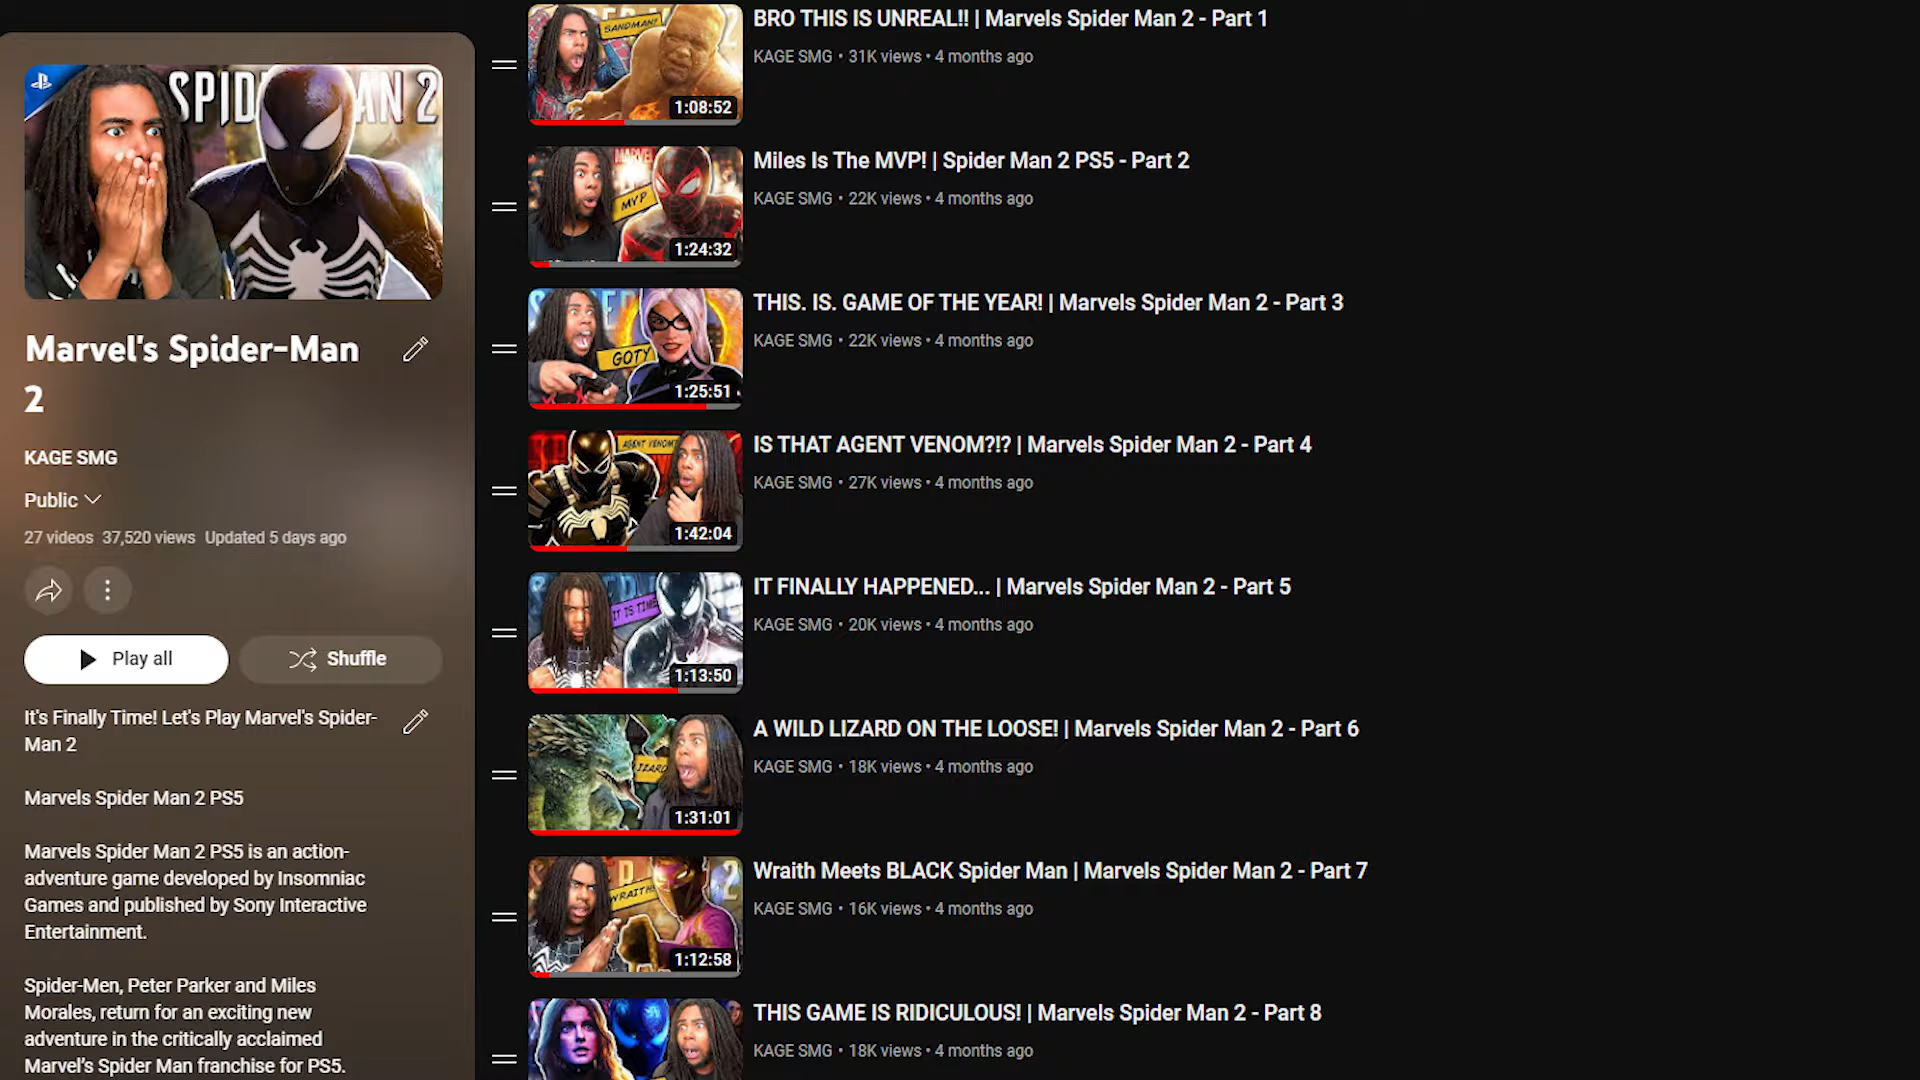 SPID
AN 2
Marvel's Spider-Man
2
KAGE SMG
Public
27 videos 37,520 views Updated 5 days ago
Play all
Shuffle
It's Finally Time! Let's Play Marvel's Spider-
Man 2
Marvels Spider Man 2 PS5
Marvels Spider Man 2 PS5 is an action-
adventure game developed by Insomniac
Games and published by Sony Interactive
Entertainment.
Spider-Men, Peter Parker and Miles
Morales, return for an exciting new
adventure in the critically acclaimed
Marvel's Spider Man franchise for PS5.
SANDMAN!
1:08:52
BRO THIS IS UNREAL!! | Marvels Spider Man 2 - Part 1
KAGE SMG • 31K views • 4 months ago
MARVEL
MVP
1:24:32
Miles Is The MVP! | Spider Man 2 PS5 - Part 2
KAGE SMG • 22K views • 4 months ago
GOTY
1:25:51
THIS. IS. GAME OF THE YEAR! | Marvels Spider Man 2 - Part 3
KAGE SMG • 22K views • 4 months ago
AGENT VENOM?
1:42:04
IS THAT AGENT VENOM?!? | Marvels Spider Man 2 - Part 4
KAGE SMG • 27K views • 4 months ago
IT IS TIME
1:13:50
IT FINALLY HAPPENED... | Marvels Spider Man 2 - Part 5
KAGE SMG • 20K views • 4 months ago
1:31:01
A WILD LIZARD ON THE LOOSE! | Marvels Spider Man 2 - Part 6
KAGE SMG • 18K views • 4 months ago
WRAITH!
1:12:58
Wraith Meets BLACK Spider Man | Marvels Spider Man 2 - Part 7
KAGE SMG • 16K views • 4 months ago
THIS GAME IS RIDICULOUS! | Marvels Spider Man 2 - Part 8
KAGE SMG • 18K views • 4 months ago